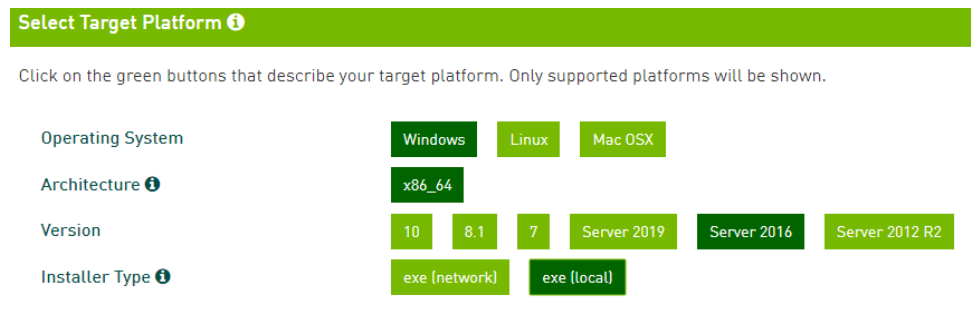 Select Target Platform
Click on the green buttons that describe your target platform. Only supported platforms will be shown.
Operating System Windows Linux Mac OSX
Architecture x86_64
Version 10 8.1 7 Server 2019 Server 2016 Server 2012 R2
Installer Type exe (network) exe (local)